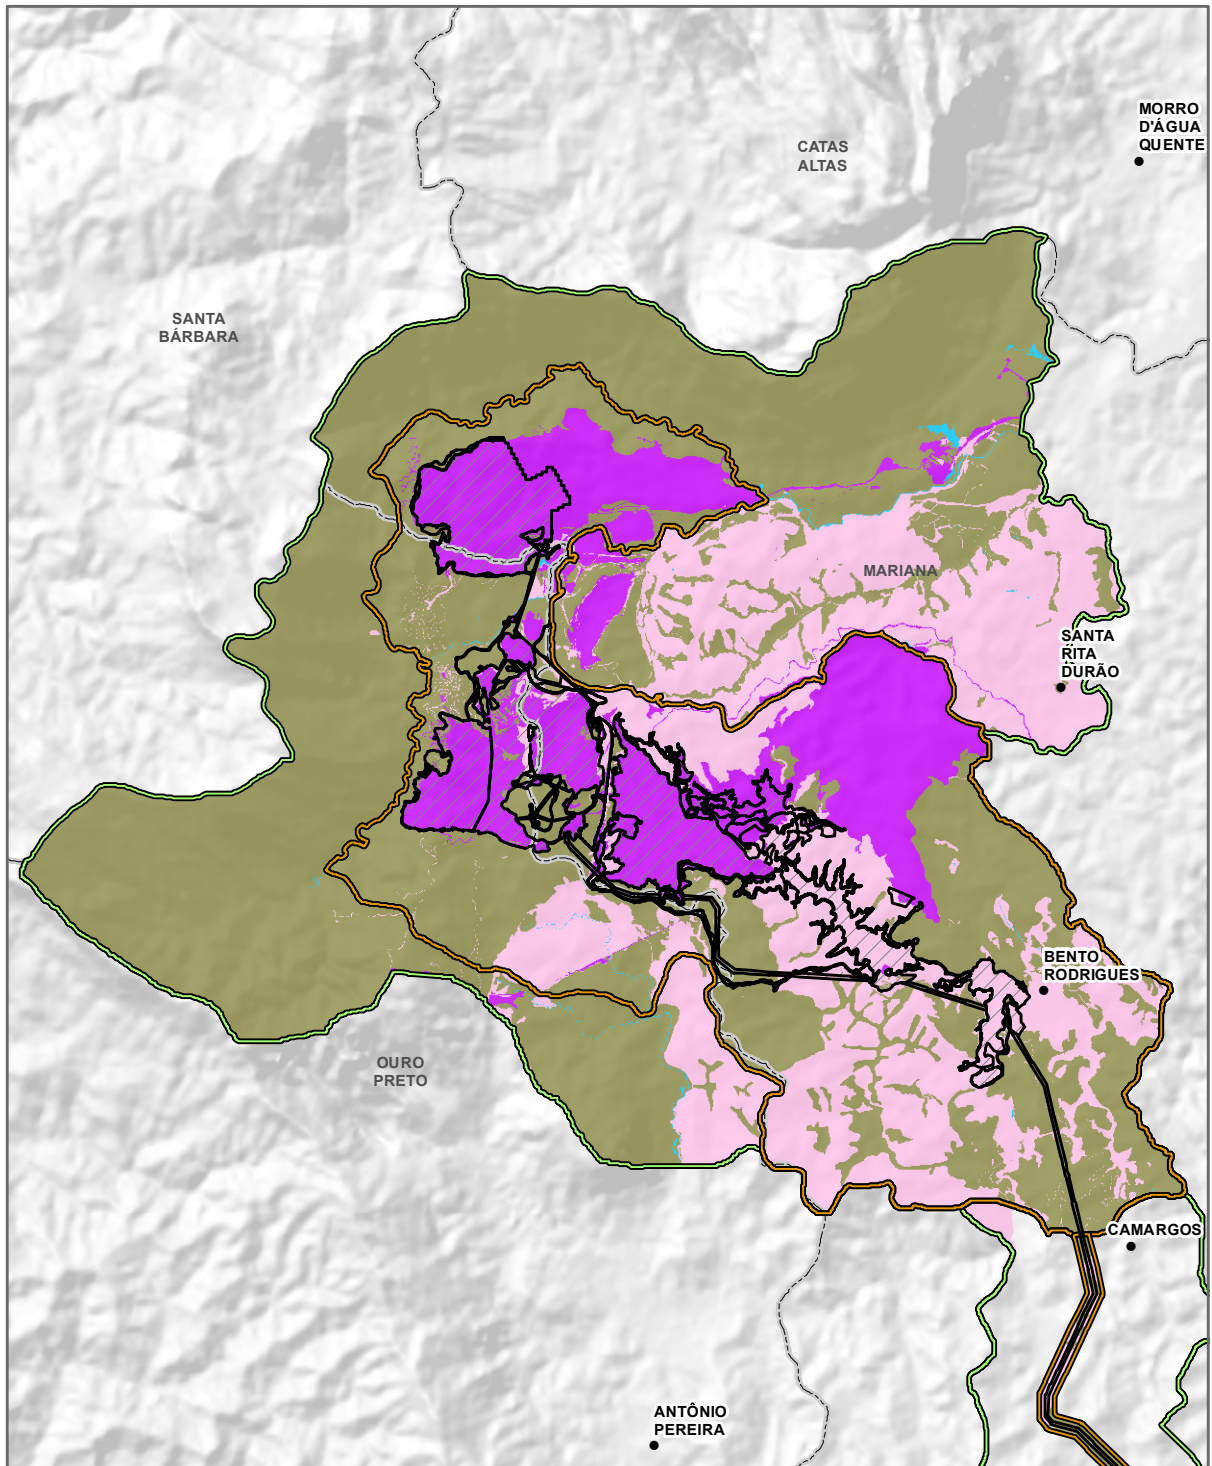 MORRO
D'ÁGUA
QUENTE
CATAS
ALTAS
SANTA
BÁRBARA
MARIANA
SANTA
RITA
DURÃO
BENTO
RODRIGUES
OURO
PRETO
CAMARGOS
ANTÔNIO
PEREIRA